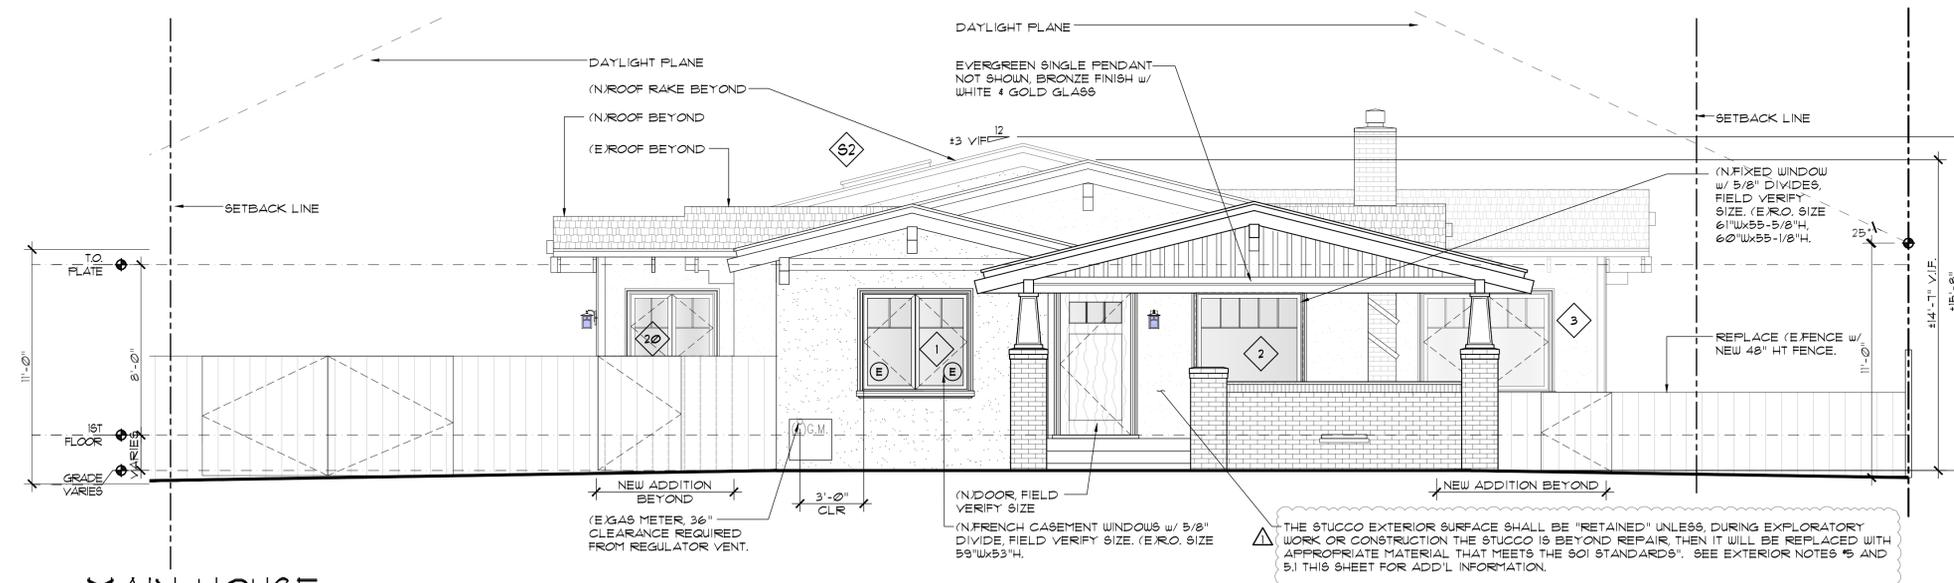 DAYLIGHT PLANE
DAYLIGHT PLANE
EVERGREEN SINGLE PENDANT
NOT SHOWN, BRONZE FINISH w/
WHITE & GOLD GLASS
(N)ROOF RAKE BEYOND
(N)ROOF BEYOND
(E)ROOF BEYOND
SETBACK LINE
S2
12
±3 VIF
SETBACK LINE
(N)FIXED WINDOW
w/ 5/8" DIVIDES,
FIELD VERIFY
SIZE. (E)R.O. SIZE
61"Wx55-5/8"H,
60"Wx55-1/8"H.
25°
T.O.
PLATE
11'-0"
8'-0"
1ST
FLOOR
VARIES
GRADE
VARIES
20
1
E
E
2
3
G.M.
REPLACE (E)FENCE w/
NEW 48" HT FENCE.
11'-0"
±14'-7" V.I.F.
±15'-8"
NEW ADDITION
BEYOND
3'-0"
CLR
(E)GAS METER, 36"
CLEARANCE REQUIRED
FROM REGULATOR VENT.
(N)DOOR, FIELD
VERIFY SIZE
(N)FRENCH CASEMENT WINDOWS w/ 5/8"
DIVIDE, FIELD VERIFY SIZE. (E)R.O. SIZE
59"Wx53"H.
NEW ADDITION BEYOND
1
THE STUCCO EXTERIOR SURFACE SHALL BE "RETAINED" UNLESS, DURING EXPLORATORY
WORK OR CONSTRUCTION THE STUCCO IS BEYOND REPAIR, THEN IT WILL BE REPLACED WITH
APPROPRIATE MATERIAL THAT MEETS THE SOI STANDARDS". SEE EXTERIOR NOTES #5 AND
5.1 THIS SHEET FOR ADD'L INFORMATION.
MAIN HOUSE